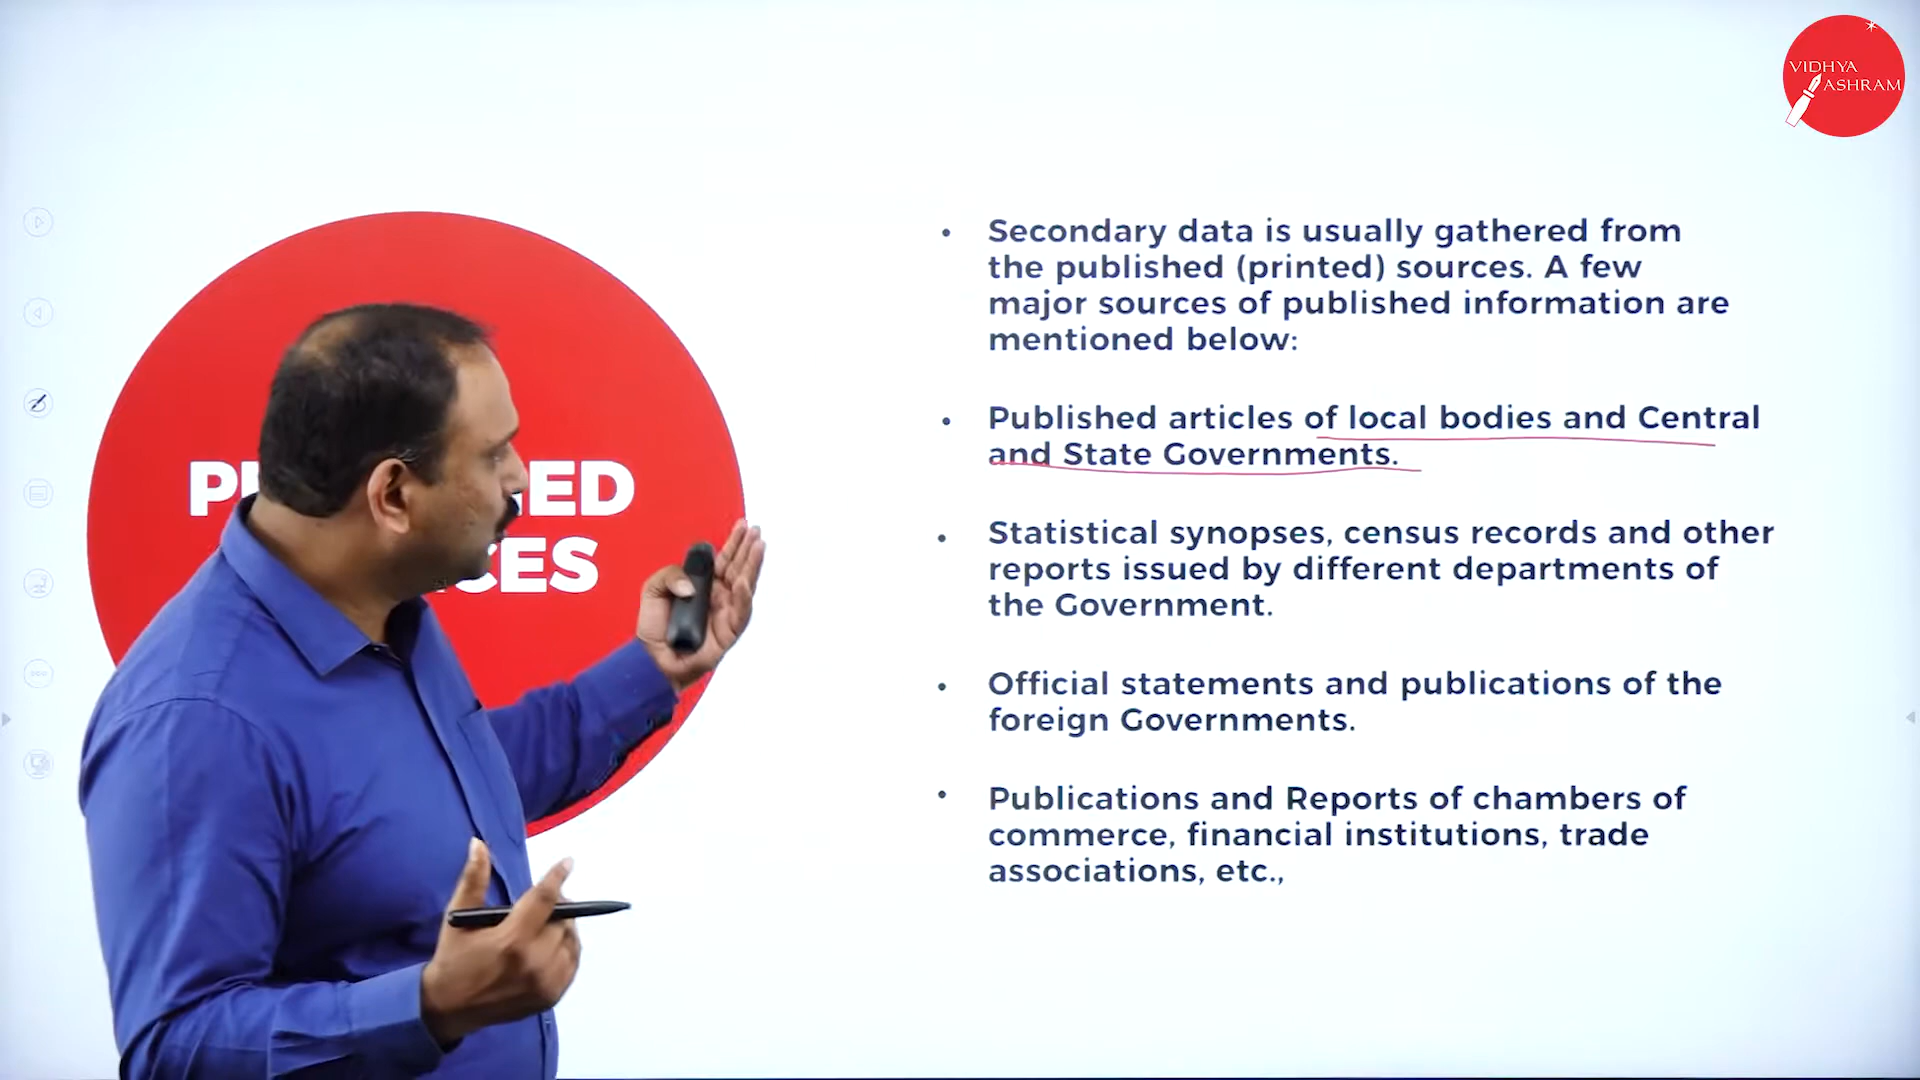 VIDHYA
ASHRAM
Secondary data is usually gathered from
the published (printed) sources. A few
major sources of published information are
mentioned below:
Published articles of local bodies and Central
and State Governments.
Statistical synopses, census records and other
reports issued by different departments of
the Government.
Official statements and publications of the
foreign Governments.
Publications and Reports of chambers of
commerce, financial institutions, trade
associations, etc.,